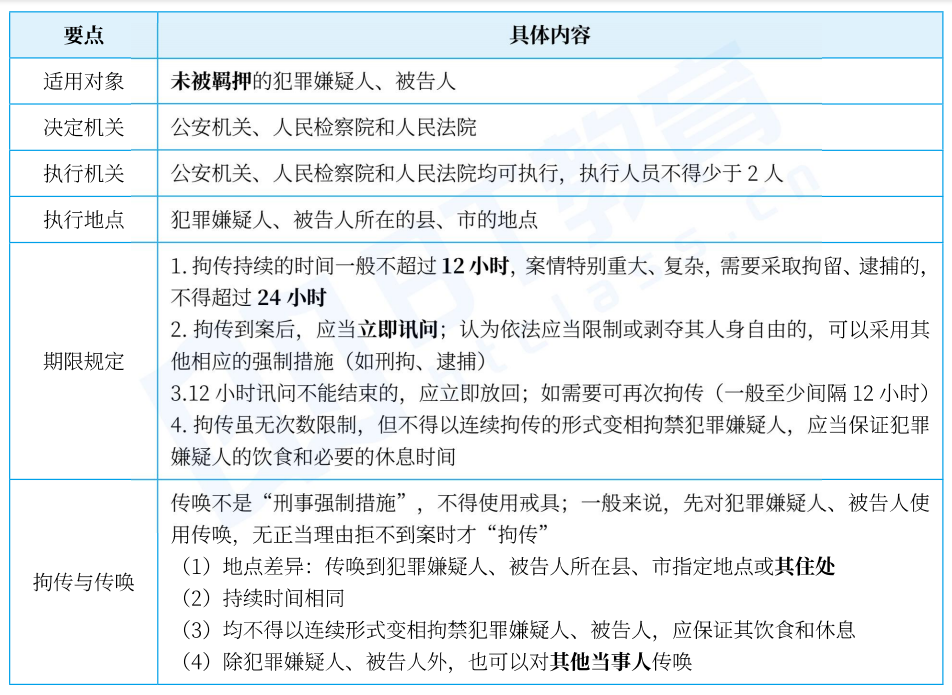 要点 具体内容
适用对象 未被羁押的犯罪嫌疑人、被告人
决定机关 公安机关、人民检察院和人民法院
执行机关 公安机关、人民检察院和人民法院均可执行，执行人员不得少于 2 人
执行地点 犯罪嫌疑人、被告人所在的县、市的地点
期限规定
1. 拘传持续的时间一般不超过 12 小时，案情特别重大、复杂，需要采取拘留、逮捕的，
不得超过 24 小时
2. 拘传到案后，应当立即讯问；认为依法应当限制或剥夺其人身自由的，可以采用其
他相应的强制措施（如刑拘、逮捕）
3.12 小时讯问不能结束的，应立即放回；如需要可再次拘传（一般至少间隔 12 小时）
4. 拘传虽无次数限制，但不得以连续拘传的形式变相拘禁犯罪嫌疑人，应当保证犯罪
嫌疑人的饮食和必要的休息时间
拘传与传唤
传唤不是“刑事强制措施”，不得使用戒具；一般来说，先对犯罪嫌疑人、被告人使
用传唤，无正当理由拒不到案时才“拘传”
（1）地点差异：传唤到犯罪嫌疑人、被告人所在县、市指定地点或其住处
（2）持续时间相同
（3）均不得以连续形式变相拘禁犯罪嫌疑人、被告人，应保证其饮食和休息
（4）除犯罪嫌疑人、被告人外，也可以对其他当事人传唤